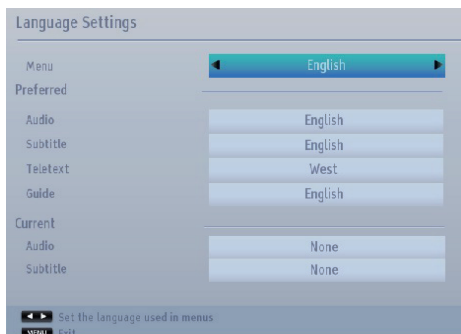 Language Settings
Menu English
Preferred
Audio English
Subtitle English
Teletext West
Guide English
Current
Audio None
Subtitle None
Set the language used in menus
MENU Exit